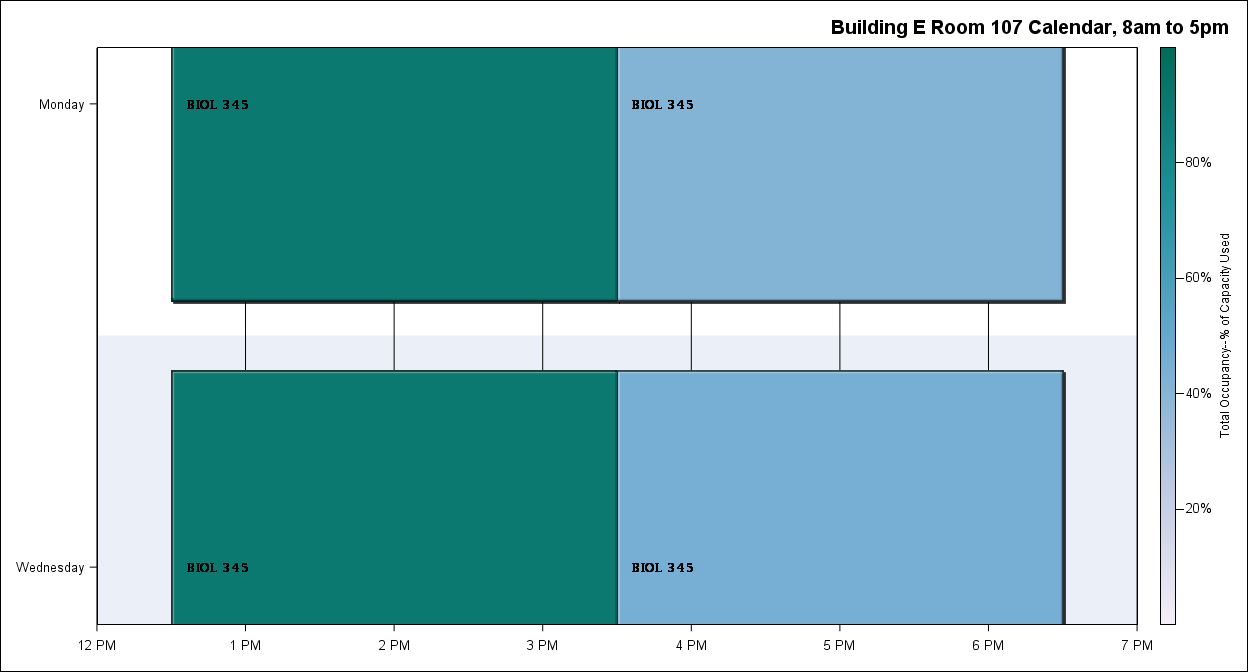 Building E Room 107 Calendar, 8am to 5pm
Monday
BIOL 345
BIOL 345
Wednesday
BIOL 345
BIOL 345
12 PM
1 PM
2 PM
3 PM
4 PM
5 PM
6 PM
7 PM
80%
60%
40%
20%
Total Occupancy--% of Capacity Used